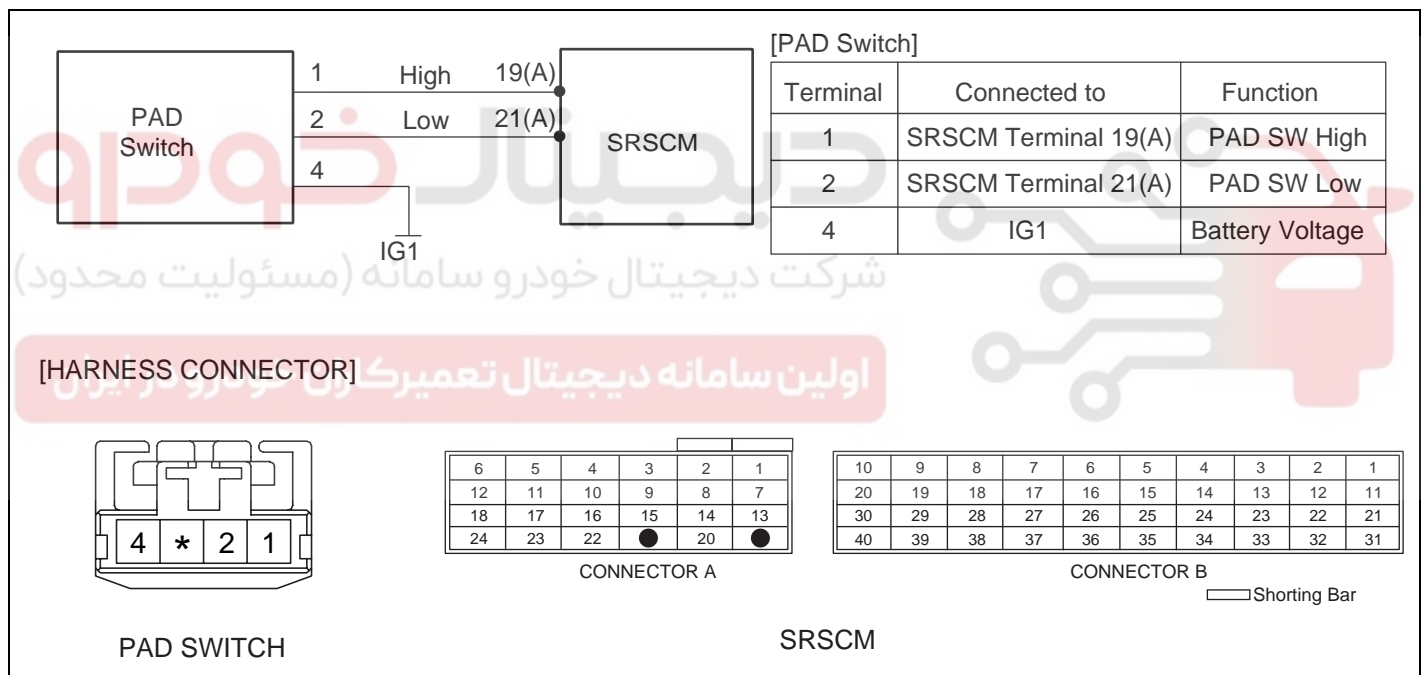 [PAD Switch]
1 High 19(A)
2 Low 21(A)
4
PAD
Switch
SRSCM
IG1
Terminal Connected to Function
1 SRSCM Terminal 19(A) PAD SW High
2 SRSCM Terminal 21(A) PAD SW Low
4 IG1 Battery Voltage
دیجیتال خودرو
شرکت دیجیتال خودرو سامانه (مسئولیت محدود)
[HARNESS CONNECTOR]
اولین سامانه دیجیتال تعمیرکاران خودرو در ایران
4 * 2 1
PAD SWITCH
6 5 4 3 2 1
12 11 10 9 8 7
18 17 16 15 14 13
24 23 22 20
CONNECTOR A
10 9 8 7 6 5 4 3 2 1
20 19 18 17 16 15 14 13 12 11
30 29 28 27 26 25 24 23 22 21
40 39 38 37 36 35 34 33 32 31
CONNECTOR B
Shorting Bar
SRSCM